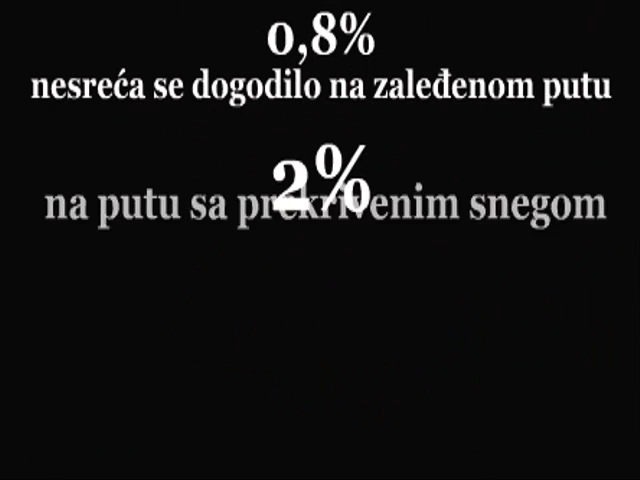 0,8%
nesreća se dogodilo na zaleđenom putu
2%
na putu sa prekrivenim snegom